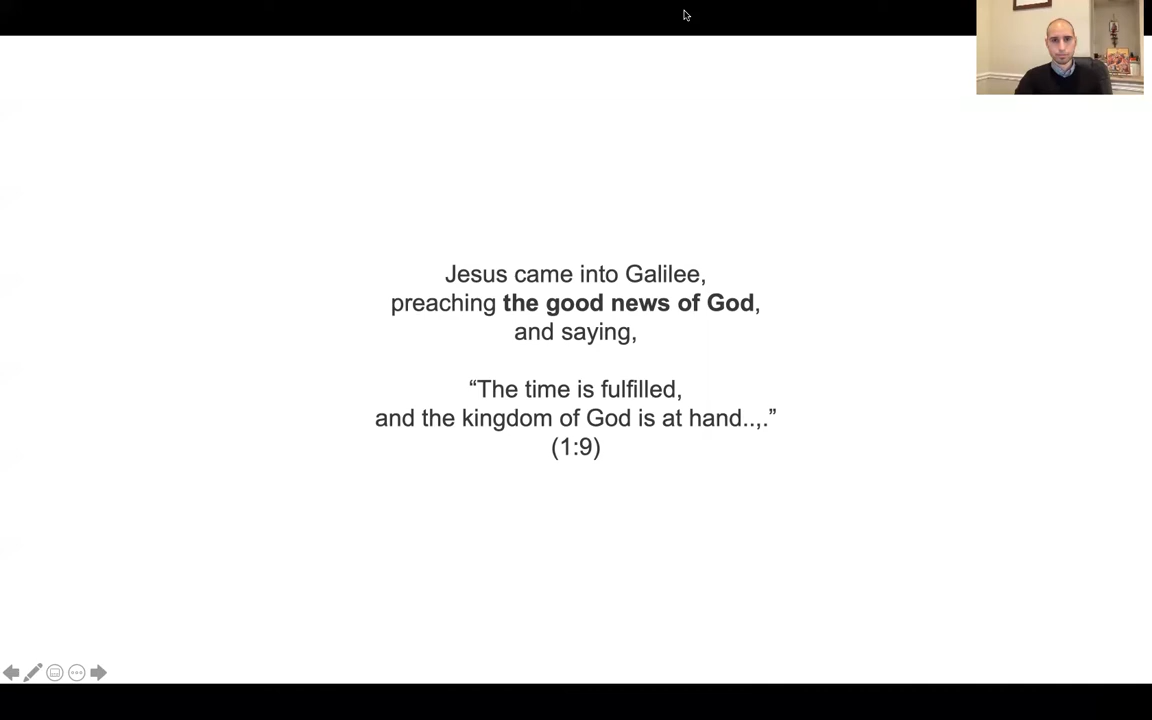 Jesus came into Galilee,
preaching the good news of God,
and saying,
“The time is fulfilled,
and the kingdom of God is at hand..,.”
(1:9)